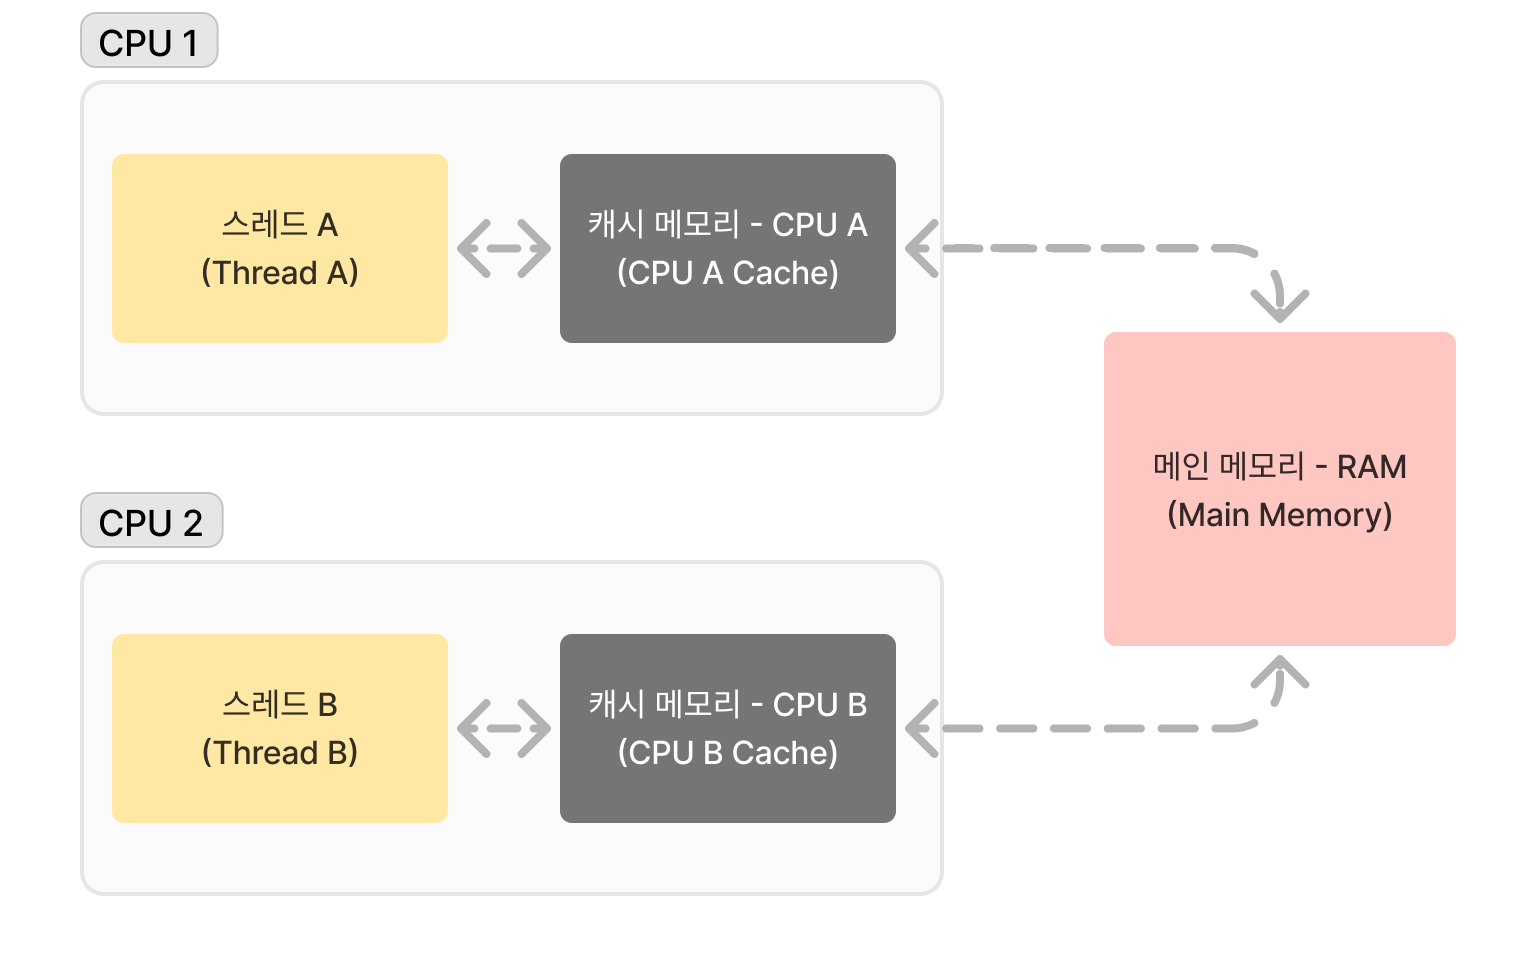 CPU 1
스레드 A
(Thread A)
캐시 메모리 - CPU A
(CPU A Cache)
메인 메모리 - RAM
(Main Memory)
CPU 2
스레드 B
(Thread B)
캐시 메모리 - CPU B
(CPU B Cache)